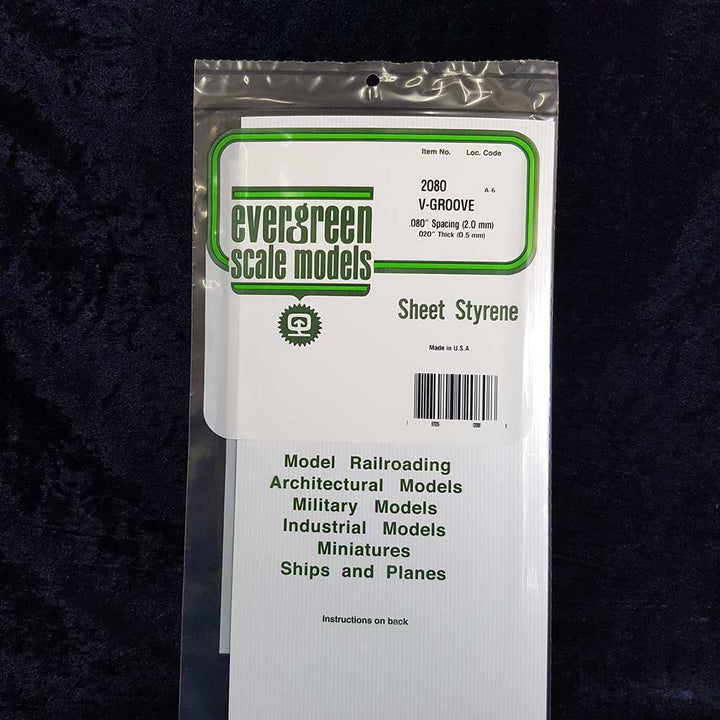 Item No. Loc. Code
2080 A-6
V-GROOVE
.080" Spacing (2.0 mm)
.020" Thick (0.5 mm)
evergreen
scale models
Sheet Styrene
Made in U.S.A.
Model Railroading
Architectural Models
Military Models
Industrial Models
Miniatures
Ships and Planes
Instructions on back